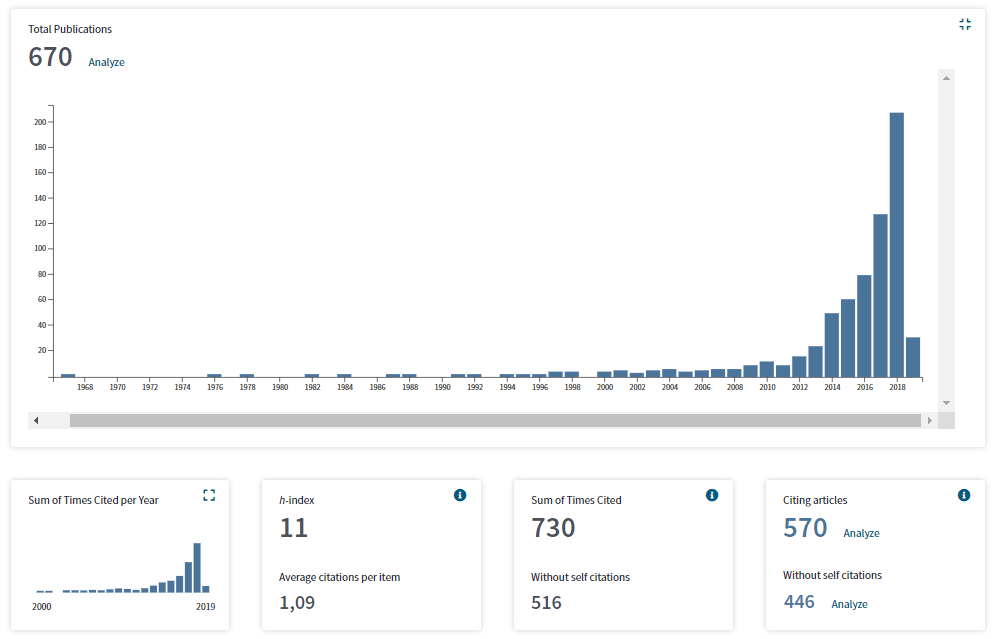 Total Publications
670 Analyze
200
180
160
140
120
100
80
60
40
20
1968 1970 1972 1974 1976 1978 1980 1982 1984 1986 1988 1990 1992 1994 1996 1998 2000 2002 2004 2006 2008 2010 2012 2014 2016 2018
Sum of Times Cited per Year
2000 2019
h-index
11
Average citations per item
1,09
Sum of Times Cited
730
Without self citations
516
Citing articles
570 Analyze
Without self citations
446 Analyze